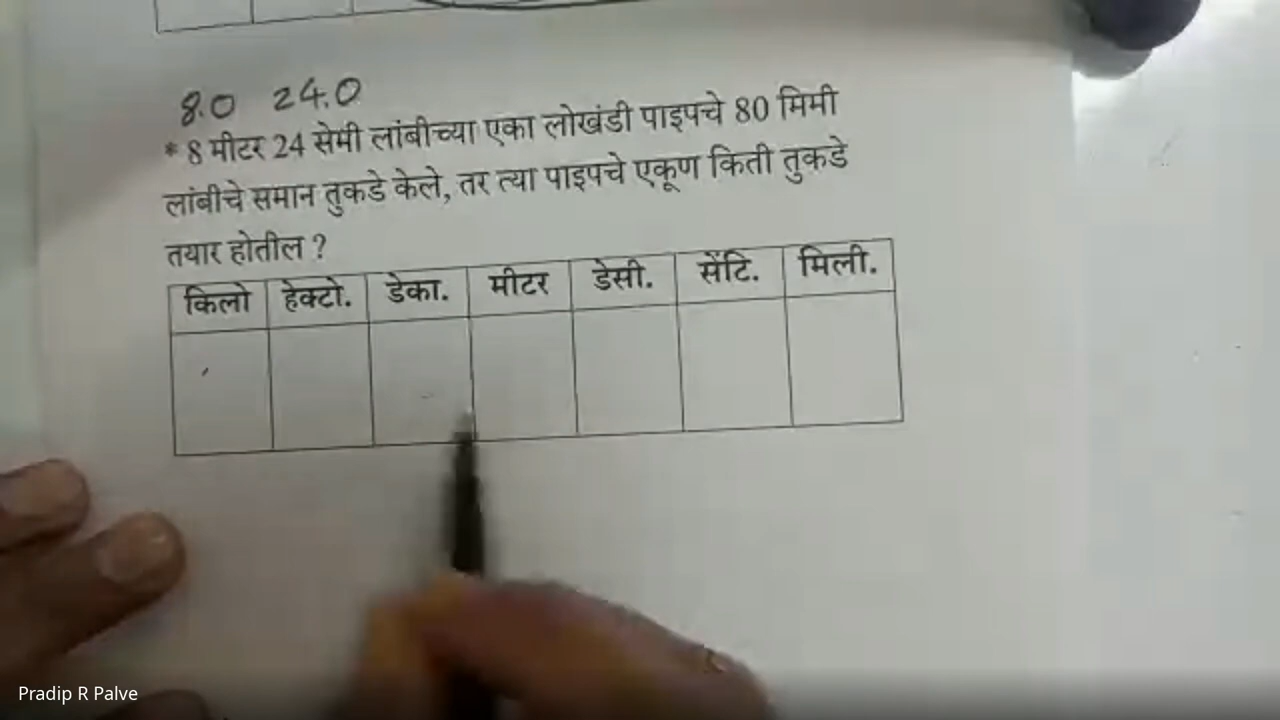 8.0 24.0
* 8 मीटर 24 सेमी लांबीच्या एका लोखंडी पाइपचे 80 मिमी
लांबीचे समान तुकडे केले, तर त्या पाइपचे एकूण किती तुकडे
तयार होतील ?
किलो हेक्टो. डेका. मीटर डेसी. सेंटि. मिली.
Pradip R Palve